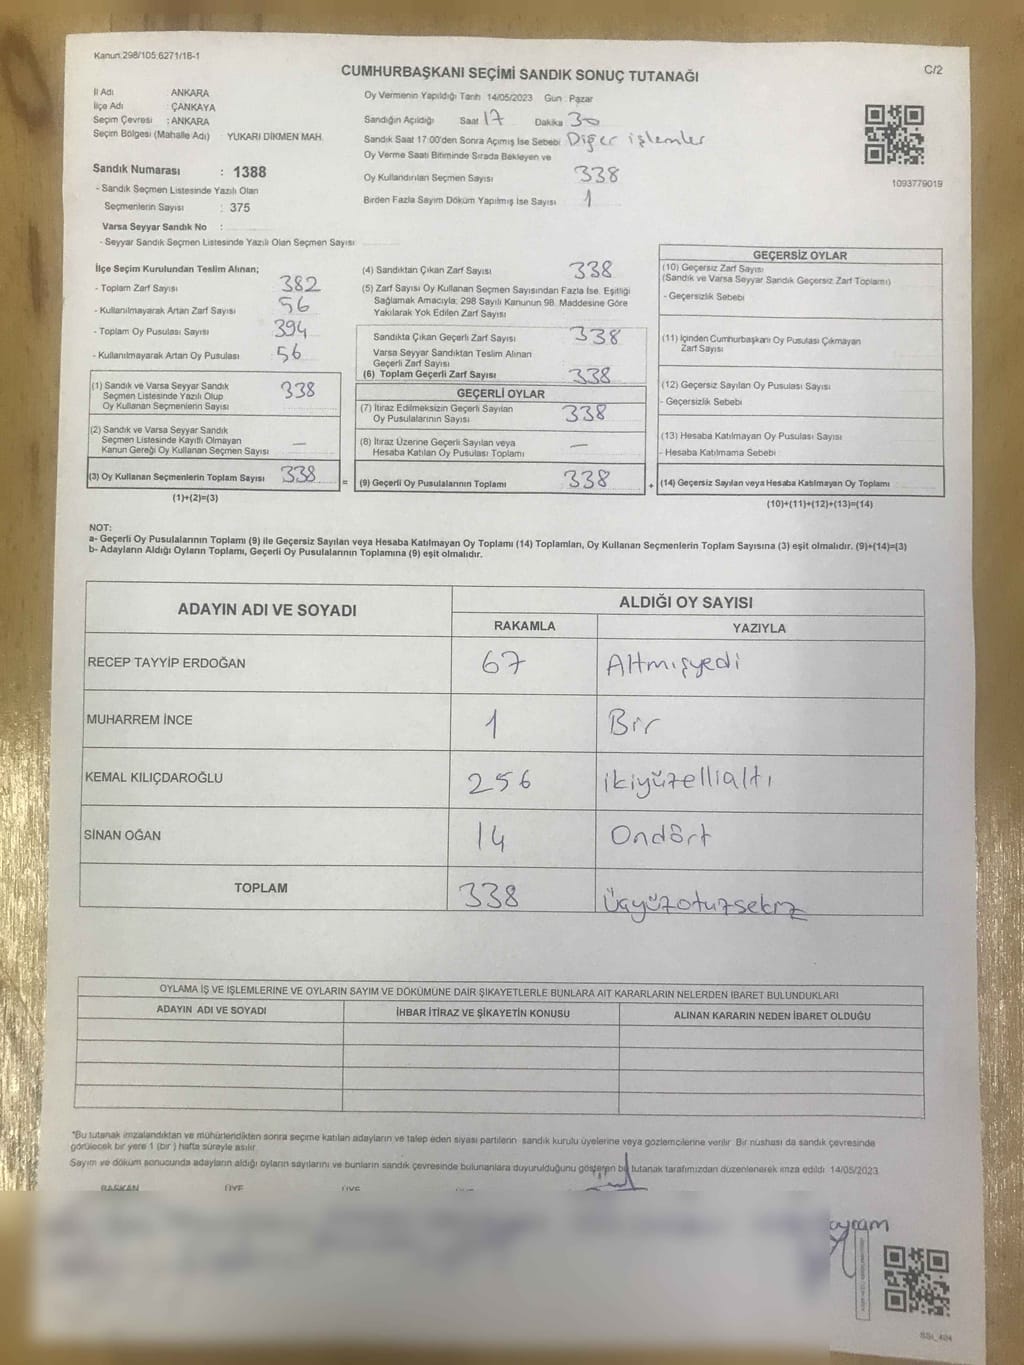 Kanun:298/105 6271/18-1
C/2
CUMHURBAŞKANI SEÇİMİ SANDIK SONUÇ TUTANAĞI
İl Adı ANKARA
İlçe Adı : ÇANKAYA
Seçim Çevresi : ANKARA
Seçim Bölgesi (Mahalle Adı) YUKARI DİKMEN MAH.
Sandık Numarası : 1388
- Sandık Seçmen Listesinde Yazılı Olan
Seçmenlerin Sayısı : 375
Varsa Seyyar Sandık No :
- Seyyar Sandık Seçmen Listesinde Yazılı Olan Seçmen Sayısı
Oy Vermenin Yapıldığı Tarih 14/05/2023 Gün : Pazar
Sandığın Açıldığı Saat 17 Dakika 30
Sandık Saat 17:00'den Sonra Açımış İse Sebebi Diğer işlemler
Oy Verme Saati Bitiminde Sırada Bekleyen ve
Oy Kullandırılan Seçmen Sayısı 338
Birden Fazla Sayım Döküm Yapılmış İse Sayısı 1
1093779019
İlçe Seçim Kurulundan Teslim Alınan;
- Toplam Zarf Sayısı 382
- Kullanılmayarak Artan Zarf Sayısı 56
- Toplam Oy Pusulası Sayısı 394
- Kullanılmayarak Artan Oy Pusulası 56
(1) Sandık ve Varsa Seyyar Sandık
Seçmen Listesinde Yazılı Olup
Oy Kullanan Seçmenlerin Sayısı 338
(2) Sandık ve Varsa Seyyar Sandık
Seçmen Listesinde Kayıtlı Olmayan
Kanun Gereği Oy Kullanan Seçmen Sayısı —
(3) Oy Kullanan Seçmenlerin Toplam Sayısı 338
(1)+(2)=(3)
(4) Sandıktan Çıkan Zarf Sayısı 338
(5) Zarf Sayısı Oy Kullanan Seçmen Sayısından Fazla İse, Eşitliği
Sağlamak Amacıyla; 298 Sayılı Kanunun 98. Maddesine Göre
Yakılarak Yok Edilen Zarf Sayısı
Sandıkta Çıkan Geçerli Zarf Sayısı 338
Varsa Seyyar Sandıktan Teslim Alınan
Geçerli Zarf Sayısı
(6) Toplam Geçerli Zarf Sayısı 338
GEÇERLİ OYLAR
(7) İtiraz Edilmeksizin Geçerli Sayılan
Oy Pusulalarının Sayısı 338
(8) İtiraz Üzerine Geçerli Sayılan veya
Hesaba Katılan Oy Pusulası Toplamı —
= (9) Geçerli Oy Pusulalarının Toplamı 338
GEÇERSİZ OYLAR
(10) Geçersiz Zarf Sayısı
(Sandık ve Varsa Seyyar Sandık Geçersiz Zarf Toplamı)
- Geçersizlik Sebebi
(11) İçinden Cumhurbaşkanı Oy Pusulası Çıkmayan
Zarf Sayısı
(12) Geçersiz Sayılan Oy Pusulası Sayısı
- Geçersizlik Sebebi
(13) Hesaba Katılmayan Oy Pusulası Sayısı
- Hesaba Katılmama Sebebi
+ (14) Geçersiz Sayılan veya Hesaba Katılmayan Oy Toplamı
(10)+(11)+(12)+(13)=(14)
NOT:
a- Geçerli Oy Pusulalarının Toplamı (9) ile Geçersiz Sayılan veya Hesaba Katılmayan Oy Toplamı (14) Toplamları, Oy Kullanan Seçmenlerin Toplam Sayısına (3) eşit olmalıdır. (9)+(14)=(3)
b- Adayların Aldığı Oyların Toplamı, Geçerli Oy Pusulalarının Toplamına (9) eşit olmalıdır.
ADAYIN ADI VE SOYADI ALDIĞI OY SAYISI
RAKAMLA YAZIYLA
RECEP TAYYİP ERDOĞAN 67 Altmışyedi
MUHARREM İNCE 1 Bir
KEMAL KILIÇDAROĞLU 256 ikiyüzellialtı
SİNAN OĞAN 14 Ondört
TOPLAM 338 Üçyüzotuzsekiz
OYLAMA İŞ VE İŞLEMLERİNE VE OYLARIN SAYIM VE DÖKÜMÜNE DAİR ŞİKAYETLERLE BUNLARA AİT KARARLARIN NELERDEN İBARET BULUNDUKLARI
ADAYIN ADI VE SOYADI İHBAR İTİRAZ VE ŞİKAYETİN KONUSU ALINAN KARARIN NEDEN İBARET OLDUĞU
*Bu tutanak imzalandıktan ve mühürlendikten sonra seçime katılan adayların ve talep eden siyasi partilerin sandık kurulu üyelerine veya gözlemcilerine verilir. Bir nüshası da sandık çevresinde
görülecek bir yere 1 (bir ) hafta süreyle asılır.
Sayım ve döküm sonucunda adayların aldığı oyların sayılarını ve bunların sandık çevresinde bulunanlara duyurulduğunu gösteren bu tutanak tarafımızdan düzenlenerek imza edildi. 14/05/2023
BAŞKAN ÜYE ÜYE